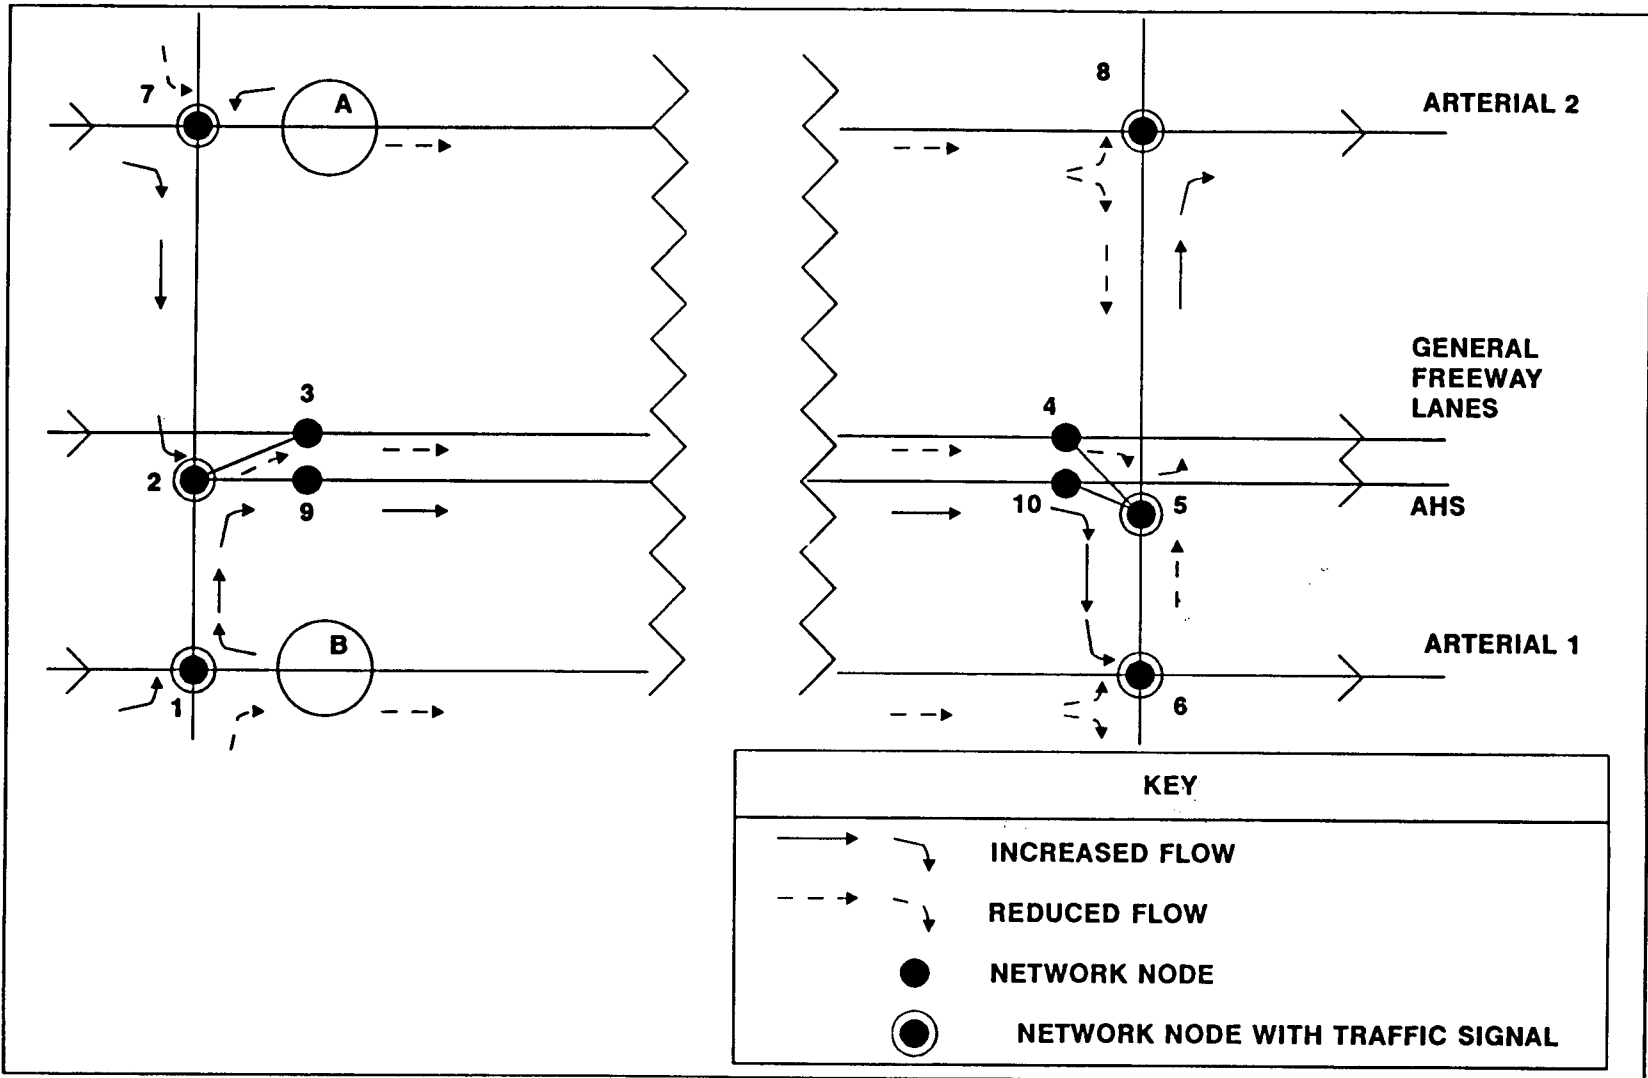 7
A
8
ARTERIAL 2
3
GENERAL
FREEWAY
LANES
4
2
9
10
5
AHS
B
ARTERIAL 1
1
6
KEY
INCREASED FLOW
REDUCED FLOW
NETWORK NODE
NETWORK NODE WITH TRAFFIC SIGNAL